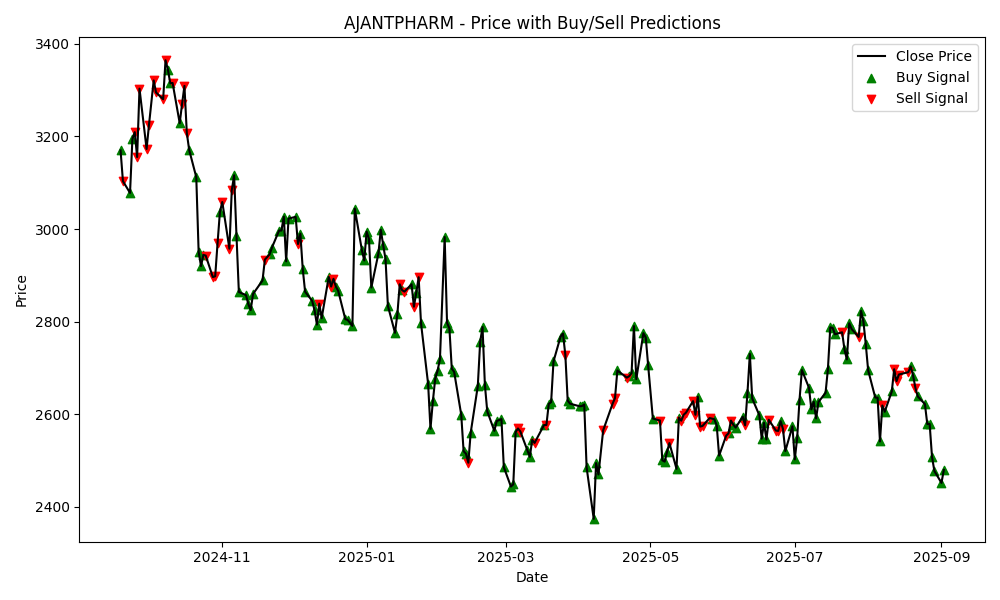 AJANTPHARM - Price with Buy/Sell Predictions
Close Price
Buy Signal
Sell Signal
Price
3400
3200
3000
2800
2600
2400
2024-11
2025-01
2025-03
2025-05
2025-07
2025-09
Date